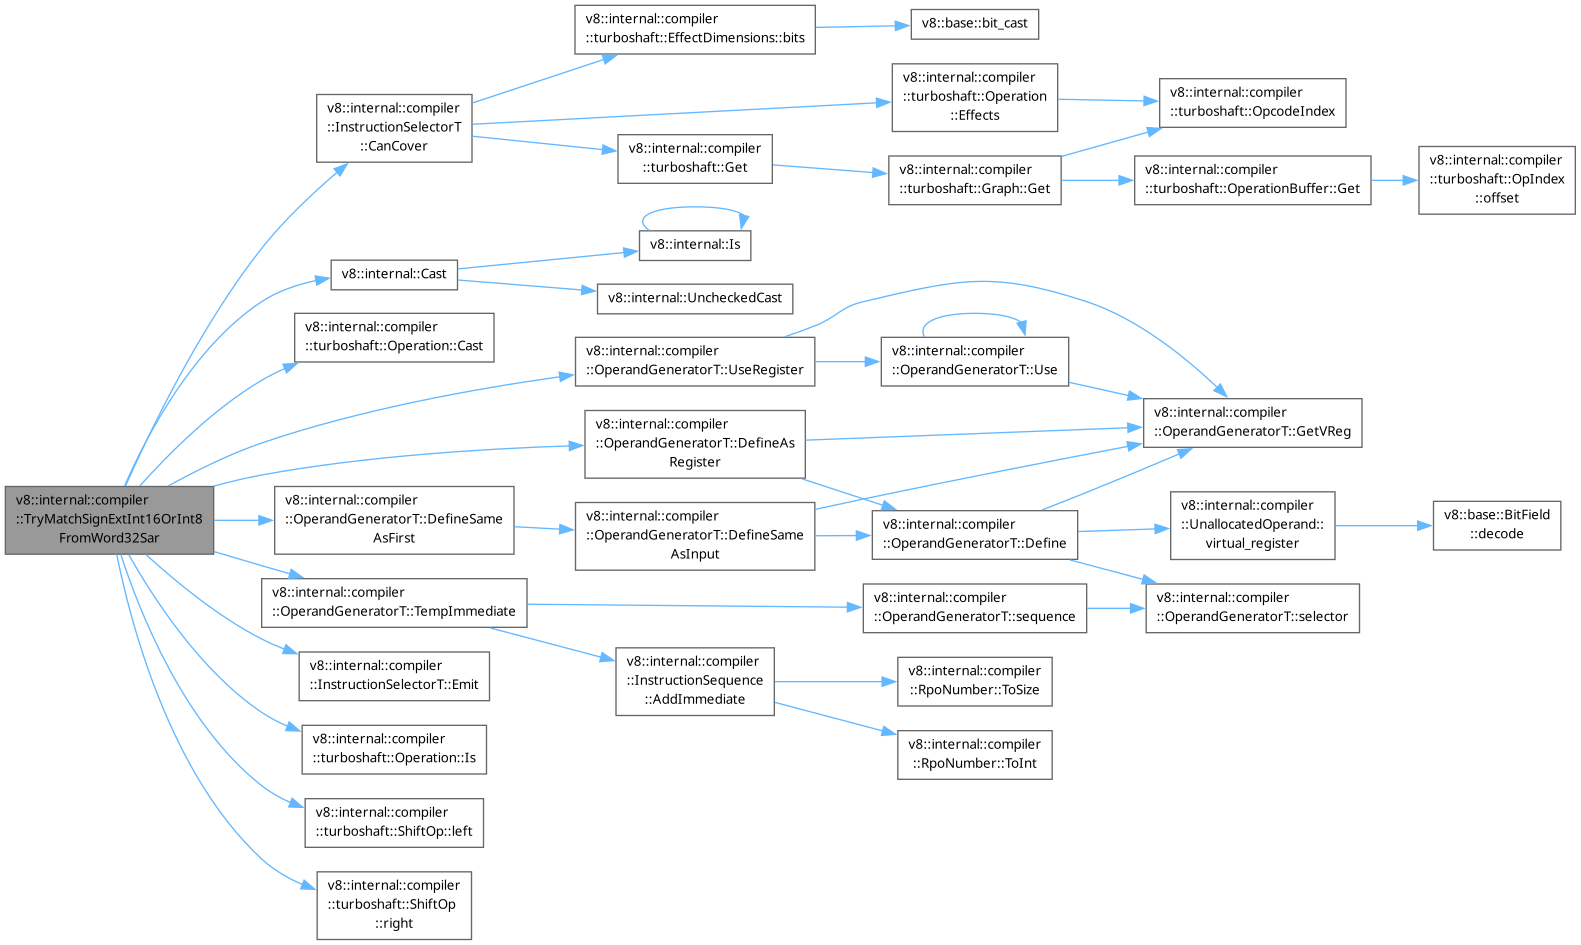 v8::internal::compiler
::turboshaft::EffectDimensions::bits
v8::base::bit_cast
v8::internal::compiler
::turboshaft::Operation
::Effects
v8::internal::compiler
::turboshaft::OpcodeIndex
v8::internal::compiler
::InstructionSelectorT
::CanCover
v8::internal::compiler
::turboshaft::Get
v8::internal::compiler
::turboshaft::Graph::Get
v8::internal::compiler
::turboshaft::OperationBuffer::Get
v8::internal::compiler
::turboshaft::OpIndex
::offset
v8::internal::Is
v8::internal::Cast
v8::internal::UncheckedCast
v8::internal::compiler
::turboshaft::Operation::Cast
v8::internal::compiler
::OperandGeneratorT::UseRegister
v8::internal::compiler
::OperandGeneratorT::Use
v8::internal::compiler
::OperandGeneratorT::GetVReg
v8::internal::compiler
::OperandGeneratorT::DefineAs
Register
v8::internal::compiler
::TryMatchSignExtInt16OrInt8
FromWord32Sar
v8::internal::compiler
::OperandGeneratorT::DefineSame
AsFirst
v8::internal::compiler
::OperandGeneratorT::DefineSame
AsInput
v8::internal::compiler
::OperandGeneratorT::Define
v8::internal::compiler
::UnallocatedOperand::
virtual_register
v8::base::BitField
::decode
v8::internal::compiler
::OperandGeneratorT::TempImmediate
v8::internal::compiler
::OperandGeneratorT::sequence
v8::internal::compiler
::OperandGeneratorT::selector
v8::internal::compiler
::InstructionSelectorT::Emit
v8::internal::compiler
::InstructionSequence
::AddImmediate
v8::internal::compiler
::RpoNumber::ToSize
v8::internal::compiler
::turboshaft::Operation::Is
v8::internal::compiler
::RpoNumber::ToInt
v8::internal::compiler
::turboshaft::ShiftOp::left
v8::internal::compiler
::turboshaft::ShiftOp
::right